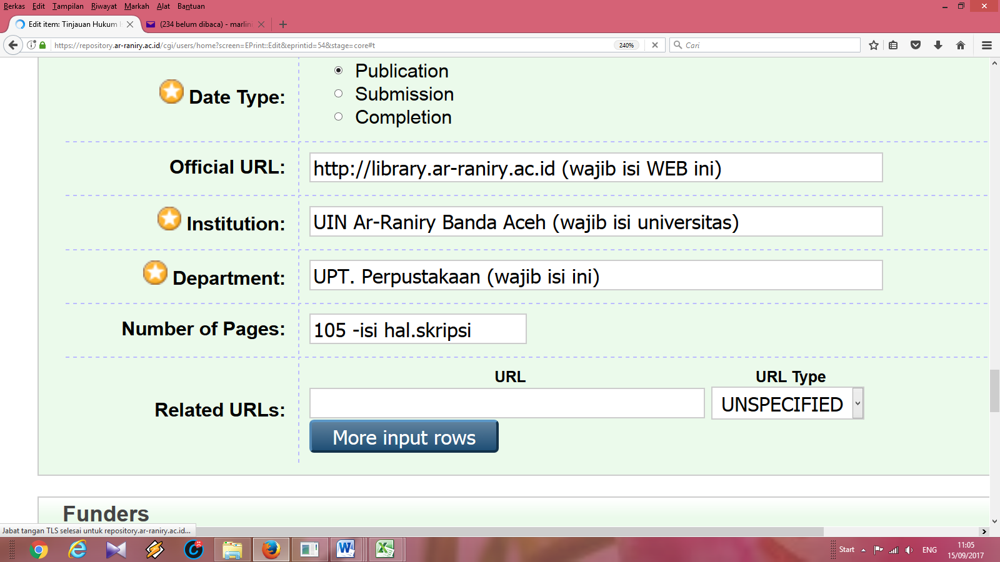 Berkas Edit Tampilan Riwayat Markah Alat Bantuan
Edit item: Tinjauan Hukum
(234 belum dibaca) - marlin
https://repository.ar-raniry.ac.id/cgi/users/home?screen=EPrint::Edit&eprintid=54&stage=core#t
240%
Cari
Date Type:
Publication
Submission
Completion
Official URL:
http://library.ar-raniry.ac.id (wajib isi WEB ini)
Institution:
UIN Ar-Raniry Banda Aceh (wajib isi universitas)
Department:
UPT. Perpustakaan (wajib isi ini)
Number of Pages:
105 -isi hal.skripsi
URL
URL Type
Related URLs:
UNSPECIFIED
More input rows
Funders
Jabat tangan TLS selesai untuk repository.ar-raniry.ac.id...
Start
ENG
11:05
15/09/2017